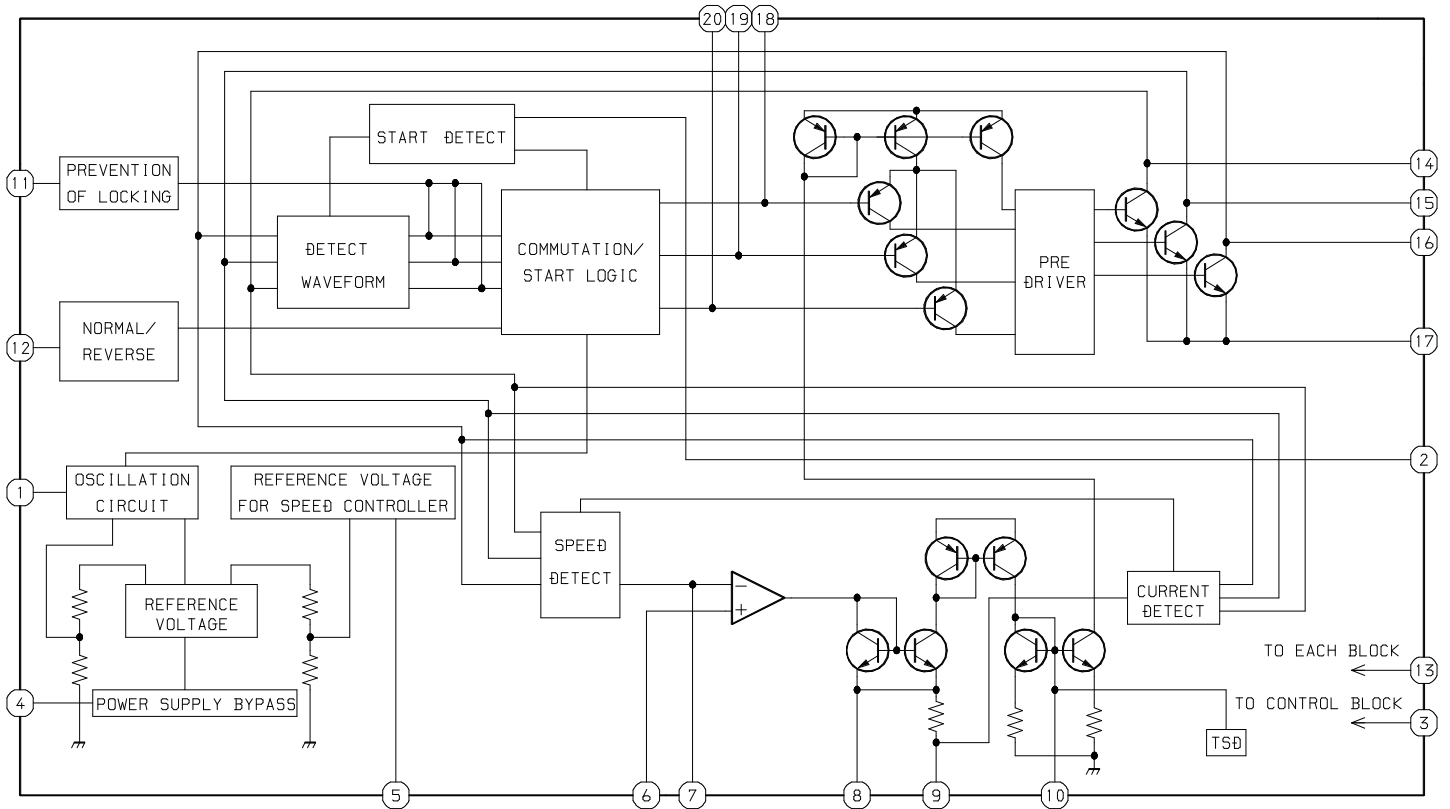 20 19 18
START DETECT
11
PREVENTION
OF LOCKING
14
15
DETECT
WAVEFORM
COMMUTATION/
START LOGIC
PRE
DRIVER
16
12
NORMAL/
REVERSE
17
2
1
OSCILLATION
CIRCUIT
REFERENCE VOLTAGE
FOR SPEED CONTROLLER
SPEED
DETECT
−
+
CURRENT
DETECT
REFERENCE
VOLTAGE
TO EACH BLOCK
13
4
POWER SUPPLY BYPASS
TO CONTROL BLOCK
3
TSD
5
6
7
8
9
10